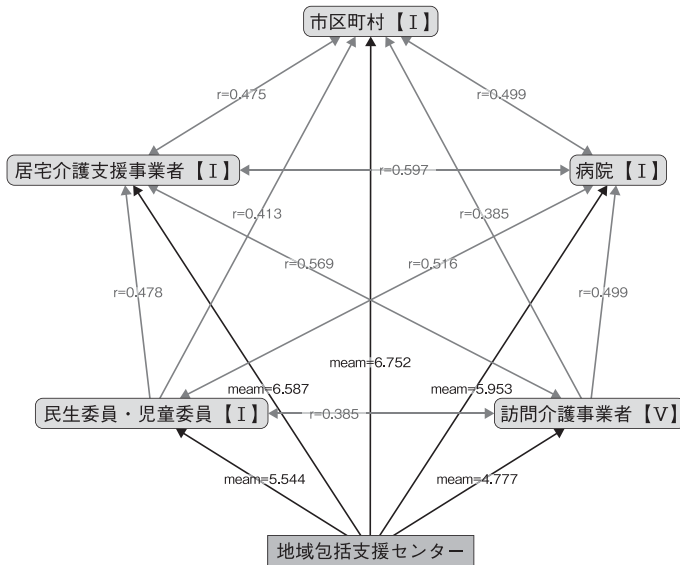 市区町村【Ⅰ】
r=0.475
r=0.499
居宅介護支援事業者【Ⅰ】
r=0.597
病院【Ⅰ】
r=0.413
r=0.385
r=0.569
r=0.516
r=0.478
r=0.499
meam=6.752
meam=6.587
meam=5.953
民生委員・児童委員【Ⅰ】
r=0.385
訪問介護事業者【Ⅴ】
meam=5.544
meam=4.777
地域包括支援センター